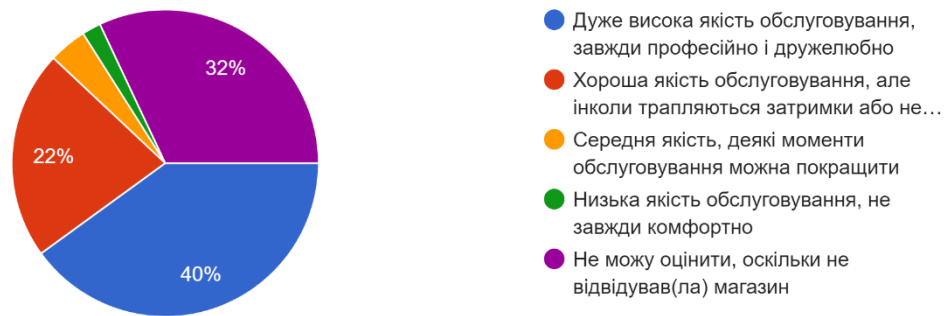 32%
22%
40%
Дуже висока якість обслуговування,
завжди професійно і дружелюбно
Хороша якість обслуговування, але
інколи трапляються затримки або не…
Середня якість, деякі моменти
обслуговування можна покращити
Низька якість обслуговування, не
завжди комфортно
Не можу оцінити, оскільки не
відвідував(ла) магазин